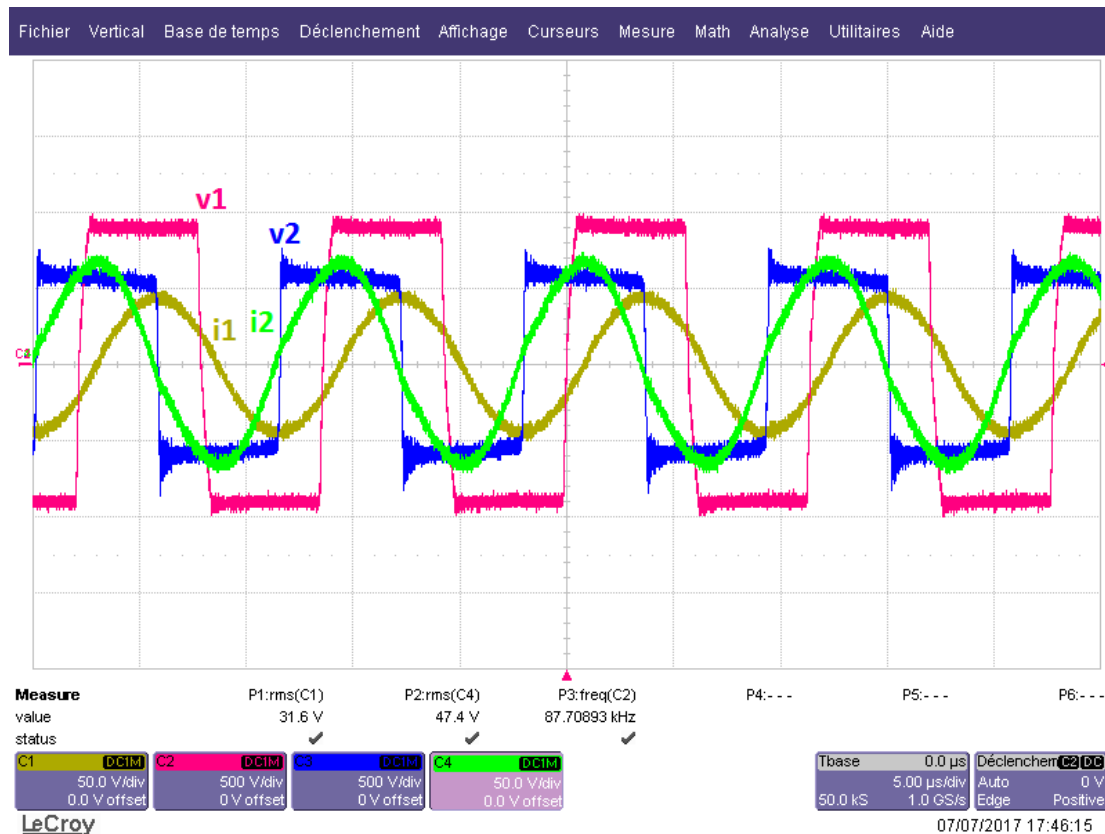 Fichier Vertical Base de temps Déclenchement Affichage Curseurs Mesure Math Analyse Utilitaires Aide
v1
v2
i1
i2
Measure P1:rms(C1) P2:rms(C4) P3:freq(C2) P4:- - - P5:- - - P6:- - -
value 31.6 V 47.4 V 87.70893 kHz
status
C1 DC1M C2 DC1M C3 DC1M C4 DC1M Tbase 0.0 µs Déclenchem C2 DC
50.0 V/div 500 V/div 500 V/div 50.0 V/div 5.00 µs/div Auto 0 V
0.0 V offset 0 V offset 0 V offset 0.0 V offset 50.0 kS 1.0 GS/s Edge Positive
LeCroy 07/07/2017 17:46:15